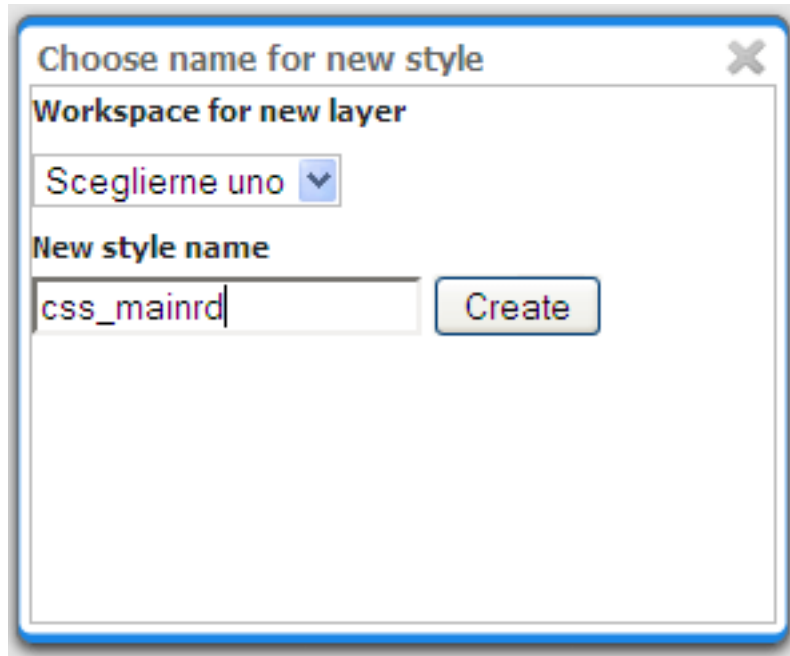 Choose name for new style
Workspace for new layer
Sceglierne uno
New style name
css_mainrd Create